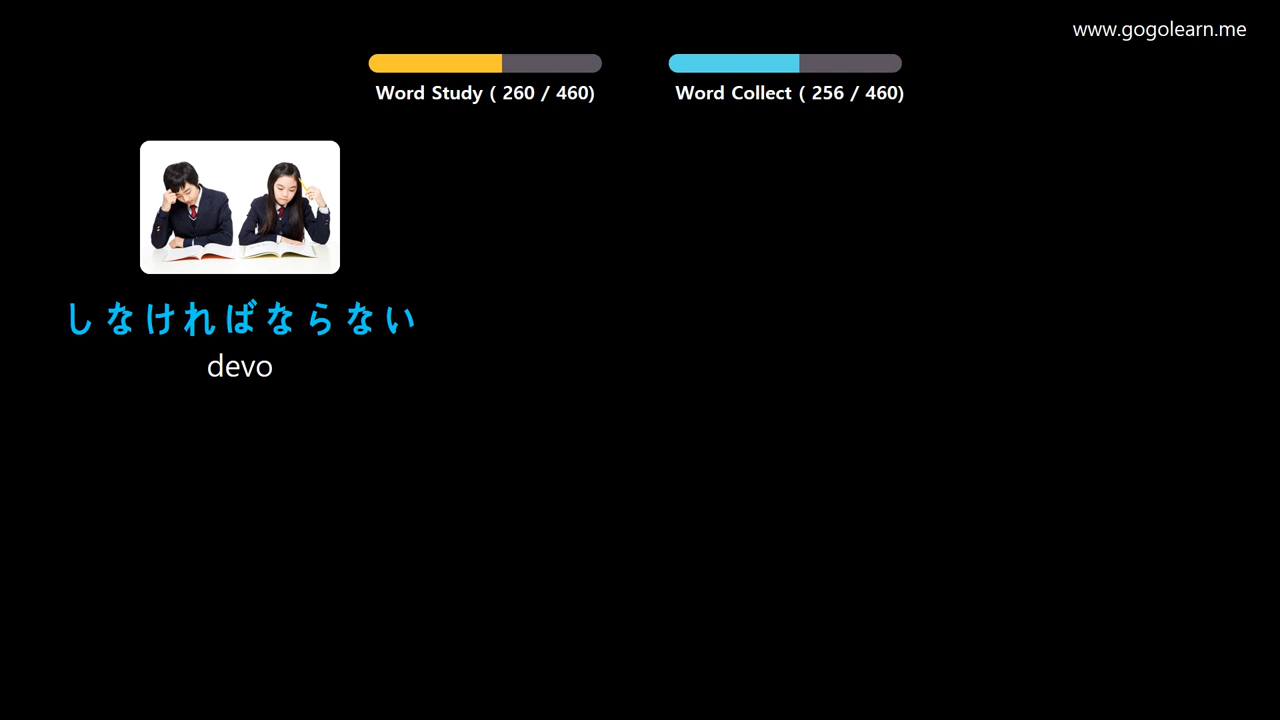 www.gogolearn.me
Word Study ( 260 / 460)
Word Collect ( 256 / 460)
しなければならない
devo